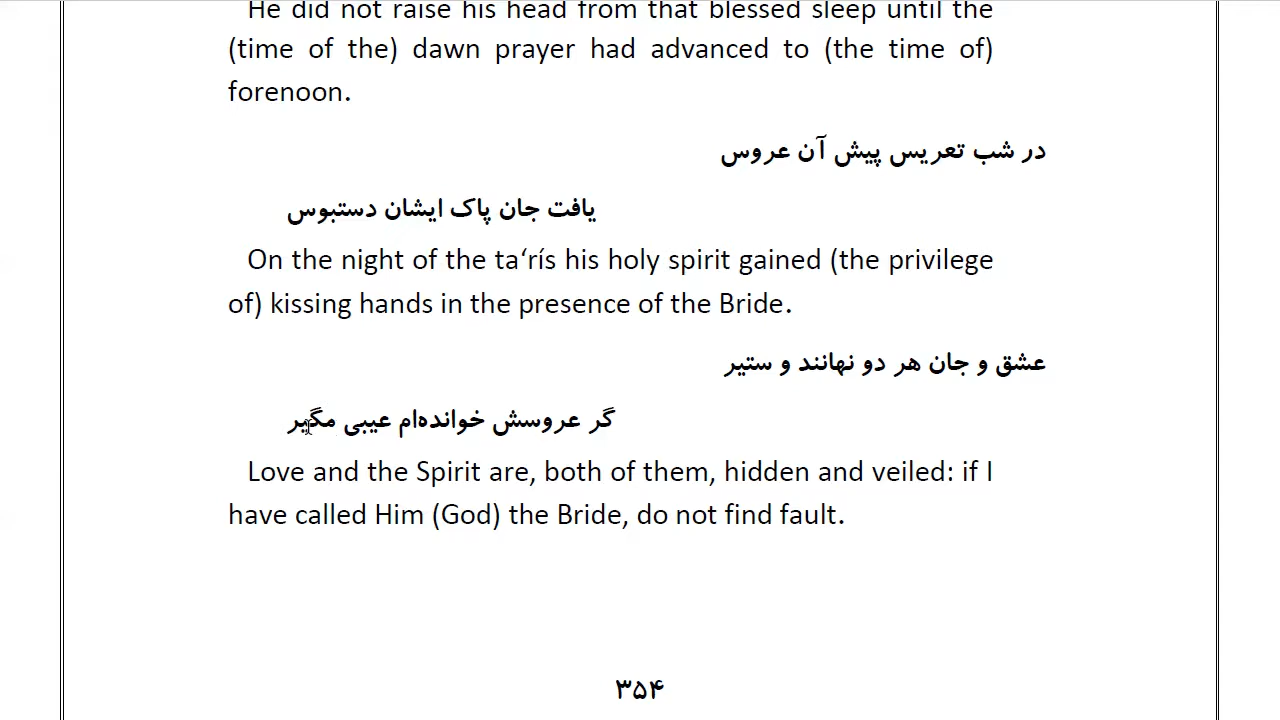 He did not raise his head from that blessed sleep until the
(time of the) dawn prayer had advanced to (the time of)
forenoon.
در شب تعریس پیش آن عروس
یافت جان پاک ایشان دستبوس
On the night of the ta‘rís his holy spirit gained (the privilege
of) kissing hands in the presence of the Bride.
عشق و جان هر دو نهانند و ستیر
گر عروسش خوانده‌ام عیبی مگیر
Love and the Spirit are, both of them, hidden and veiled: if I
have called Him (God) the Bride, do not find fault.
۳۵۴